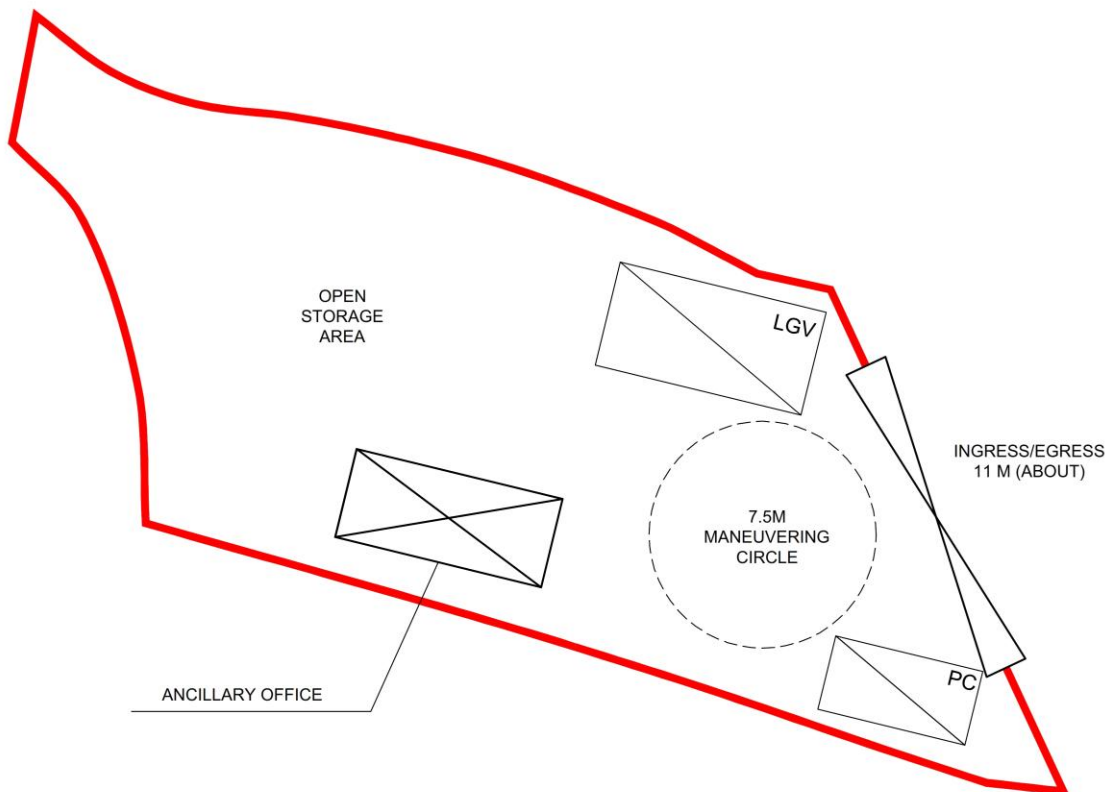 OPEN
STORAGE
AREA
LGV
INGRESS/EGRESS
11 M (ABOUT)
7.5M
MANEUVERING
CIRCLE
PC
ANCILLARY OFFICE